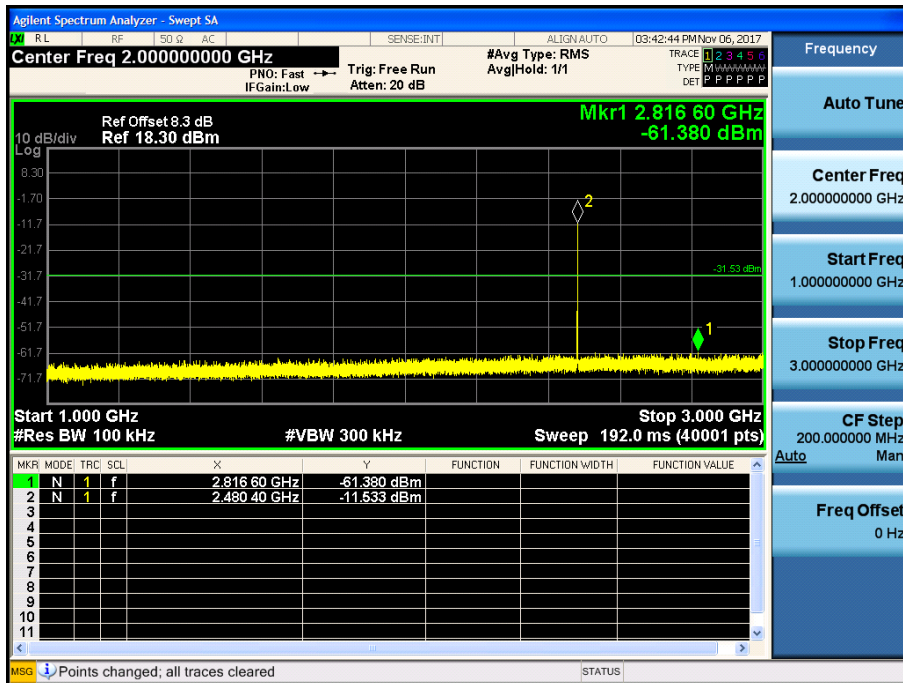 Agilent Spectrum Analyzer - Swept SA
LXI RL RF 50 Ω AC SENSE:INT ALIGN AUTO 03:42:44 PM Nov 06, 2017
Center Freq 2.000000000 GHz #Avg Type: RMS TRACE 1 2 3 4 5 6
PNO: Fast Trig: Free Run Avg|Hold: 1/1 TYPE MWWWWW
IFGain:Low Atten: 20 dB DET P P P P P P
Mkr1 2.816 60 GHz
Ref Offset 8.3 dB
-61.380 dBm
10 dB/div Ref 18.30 dBm
Log
8.30
-1.70
2
-11.7
-21.7
-31.53 dBm
-31.7
-41.7
-51.7
1
-61.7
-71.7
Start 1.000 GHz Stop 3.000 GHz
#Res BW 100 kHz #VBW 300 kHz Sweep 192.0 ms (40001 pts)
MKR MODE TRC SCL X Y FUNCTION FUNCTION WIDTH FUNCTION VALUE
1 N 1 f 2.816 60 GHz -61.380 dBm
2 N 1 f 2.480 40 GHz -11.533 dBm
3
4
5
6
7
8
9
10
11
MSG Points changed; all traces cleared STATUS
Frequency
Auto Tune
Center Freq
2.000000000 GHz
Start Freq
1.000000000 GHz
Stop Freq
3.000000000 GHz
CF Step
200.000000 MHz
Auto Man
Freq Offset
0 Hz